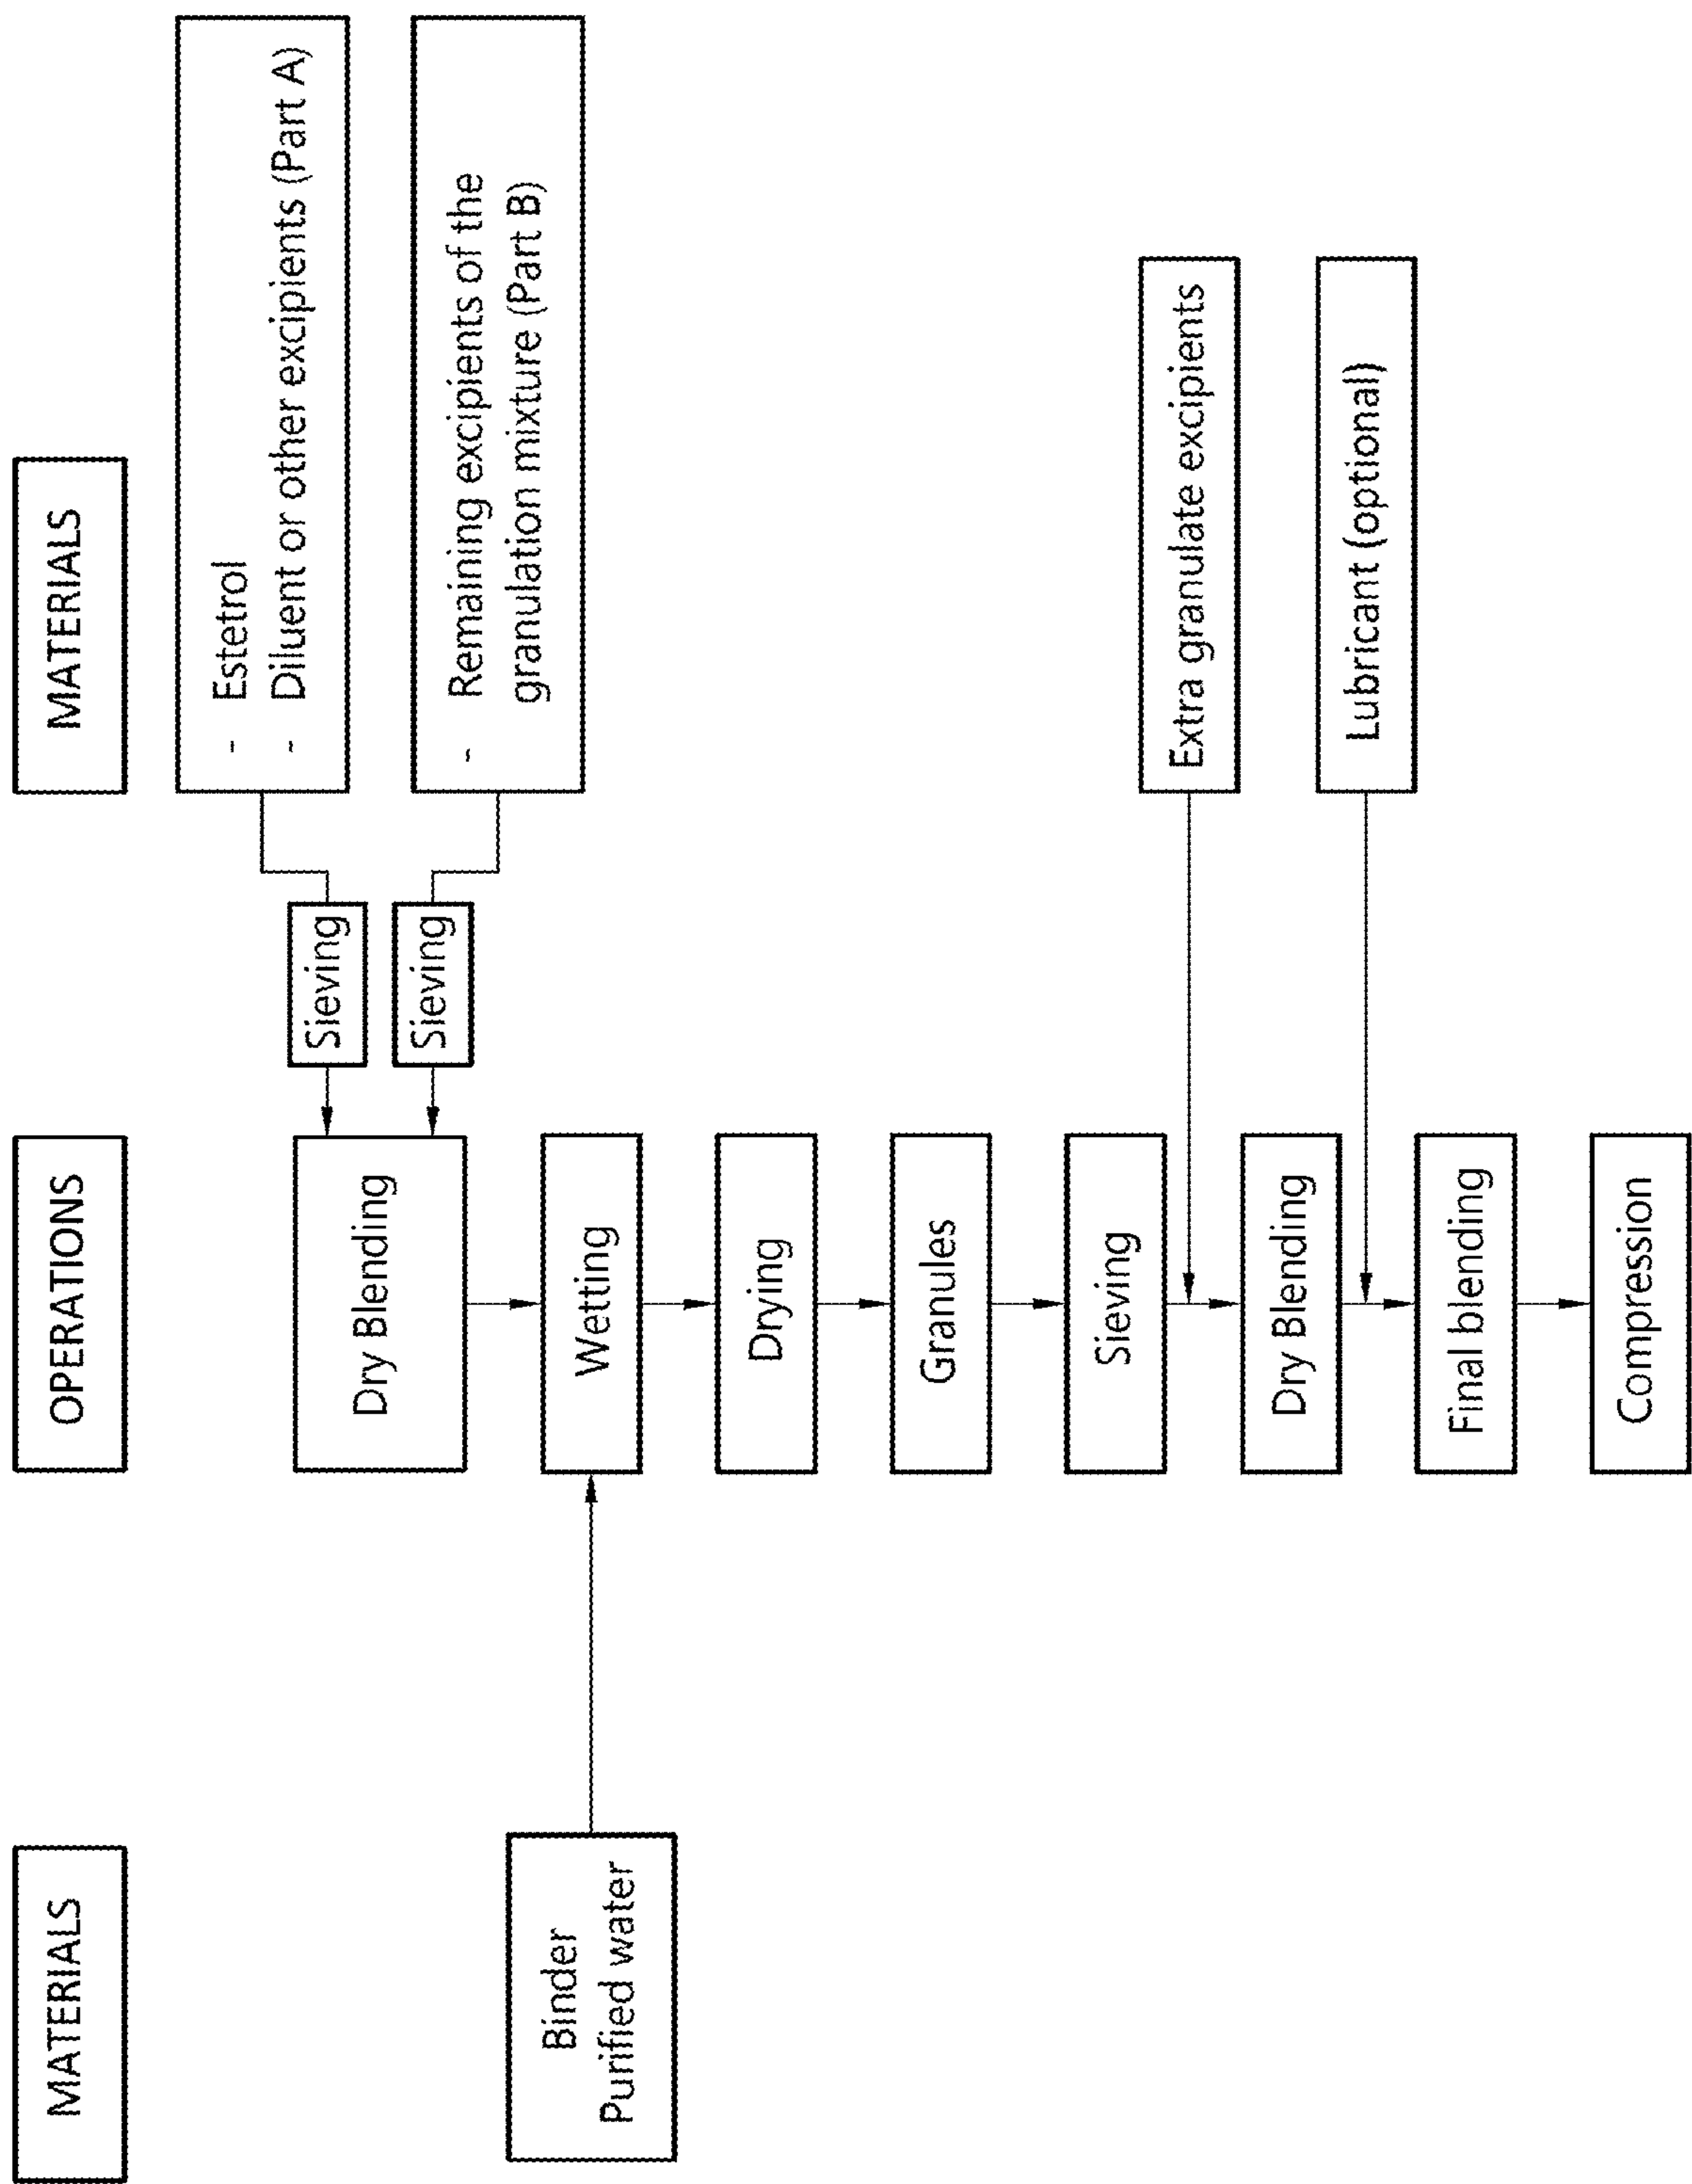 MATERIALS
OPERATIONS
MATERIALS
- Estetrol
- Diluent or other excipients (Part A)
Sieving
- Remaining excipients of the
granulation mixture (Part B)
Sieving
Dry Blending
Binder
Purified water
Wetting
Drying
Granules
Sieving
Extra granulate excipients
Dry Blending
Lubricant (optional)
Final blending
Compression